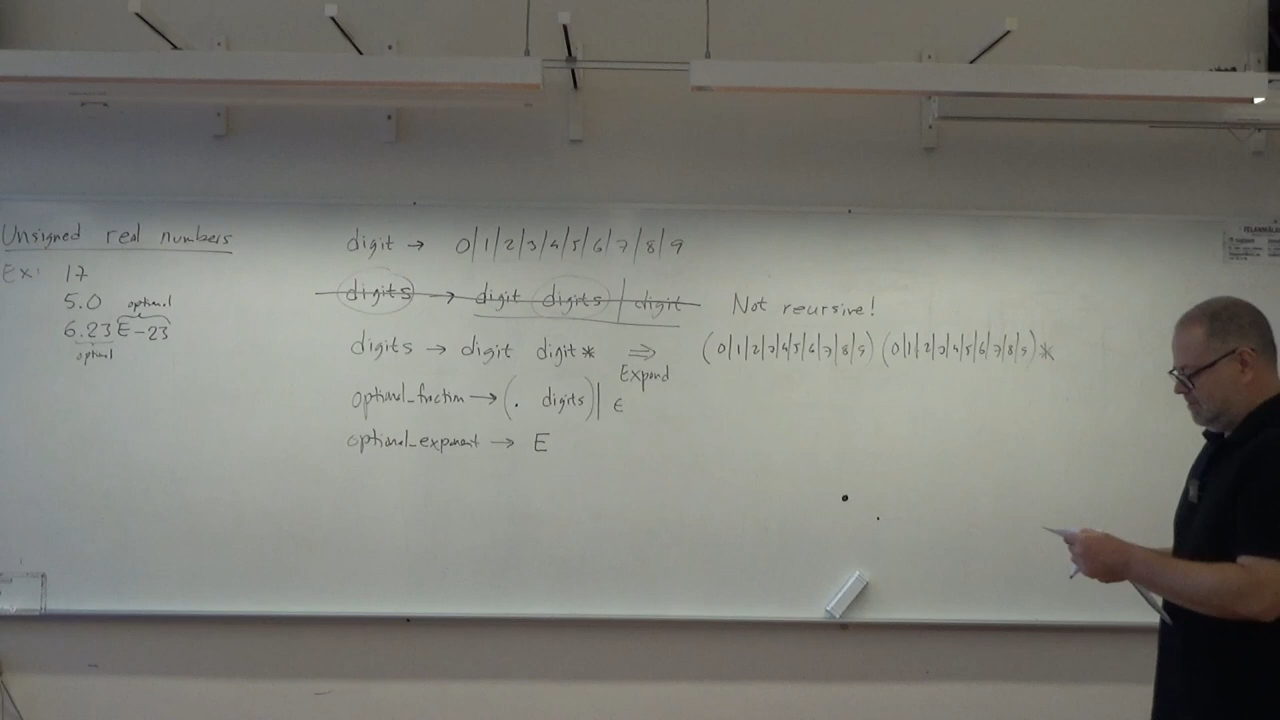 Unsigned real numbers
Ex: 17
5.0 optional
6.23E-23
optional
digit → 0|1|2|3|4|5|6|7|8|9
digits → digit digits | digit
Not recursive!
digits → digit digit* ⇒ (0|1|2|3|4|5|6|7|8|9) (0|1|2|3|4|5|6|7|8|9)*
Expand
optional_fraction → (. digits)| ϵ
optional_exponent → E